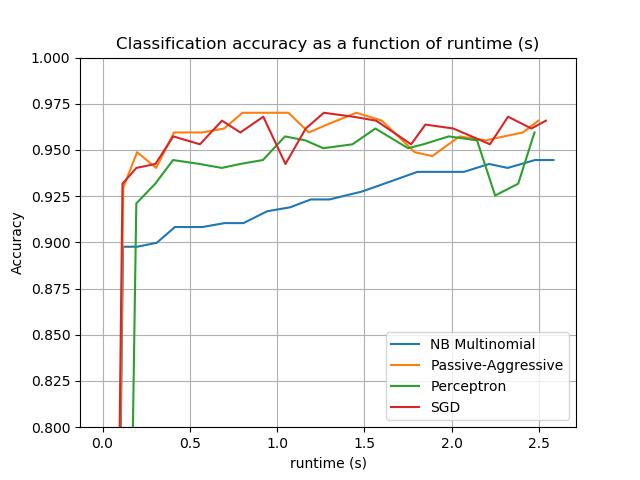 Classification accuracy as a function of runtime (s)
1.000
0.975
0.950
0.925
0.900
0.875
0.850
0.825
0.800
Accuracy
0.0 0.5 1.0 1.5 2.0 2.5
runtime (s)
NB Multinomial
Passive-Aggressive
Perceptron
SGD